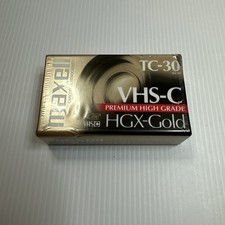 maxell
TC-30
VHS-C
PREMIUM HIGH GRADE
HGX-Gold